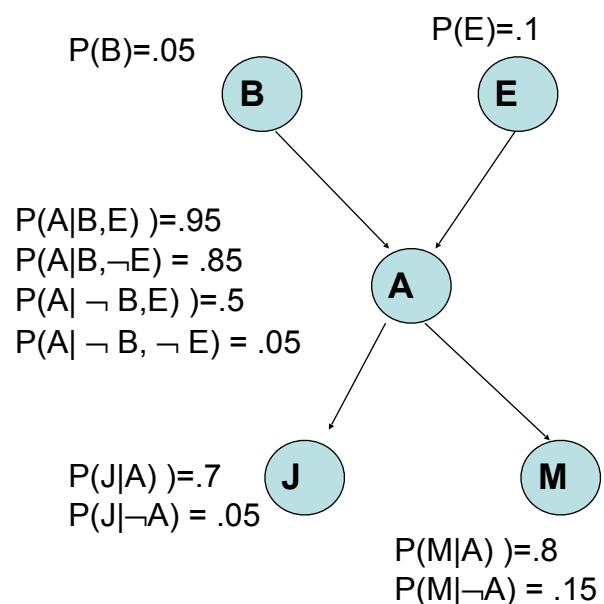 P(B)=.05
P(E)=.1
B
E
P(A|B,E) )=.95
P(A|B,¬E) = .85
P(A| ¬ B,E) )=.5
P(A| ¬ B, ¬ E) = .05
A
P(J|A) )=.7
P(J|¬A) = .05
J
M
P(M|A) )=.8
P(M|¬A) = .15